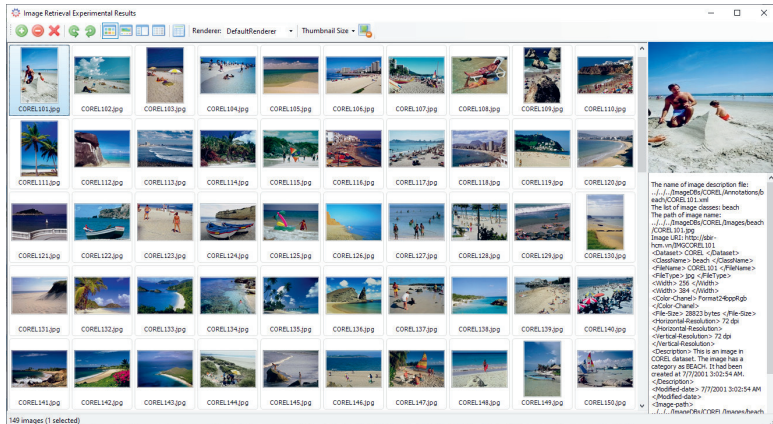 Image Retrieval Experimental Results
Renderer: DefaultRenderer Thumbnail Size
COREL101.jpg COREL102.jpg COREL103.jpg COREL104.jpg COREL105.jpg COREL106.jpg COREL107.jpg COREL108.jpg COREL109.jpg COREL110.jpg
COREL111.jpg COREL112.jpg COREL113.jpg COREL114.jpg COREL115.jpg COREL116.jpg COREL117.jpg COREL118.jpg COREL119.jpg COREL120.jpg
COREL121.jpg COREL122.jpg COREL123.jpg COREL124.jpg COREL125.jpg COREL126.jpg COREL127.jpg COREL128.jpg COREL129.jpg COREL130.jpg
COREL131.jpg COREL132.jpg COREL133.jpg COREL134.jpg COREL135.jpg COREL136.jpg COREL137.jpg COREL138.jpg COREL139.jpg COREL140.jpg
COREL141.jpg COREL142.jpg COREL143.jpg COREL144.jpg COREL145.jpg COREL146.jpg COREL147.jpg COREL148.jpg COREL149.jpg COREL150.jpg
The name of image description file:
../../../ImageDBs/COREL/Annotations/b
each/COREL101.xml
The list of image classes: beach
The path of image name:
../../../ImageDBs/COREL/Images/beach
/COREL101.jpg
Image URI: http://sbir-
hcm.vn/IMGCOREL101
<Dataset> COREL </Dataset>
<ClassName> beach </ClassName>
<FileName> COREL101 </FileName>
<FileType> jpg </FileType>
<Width> 256 </Width>
<Width> 384 </Width>
<Color-Chanel> Format24bppRgb
</Color-Chanel>
<File-Size> 28823 bytes </File-Size>
<Horizontal-Resolution> 72 dpi
</Horizontal-Resolution>
<Vertical-Resolution> 72 dpi
</Vertical-Resolution>
<Description> This is an image in
COREL dataset. The image has a
category as BEACH. It had been
created at 7/7/2001 3:02:54 AM.
</Description>
<Modified-date> 7/7/2001 3:02:54 AM
</Modified-date>
<Image-path>
../../../ImageDBs/COREL/Images/beach
149 images (1 selected)